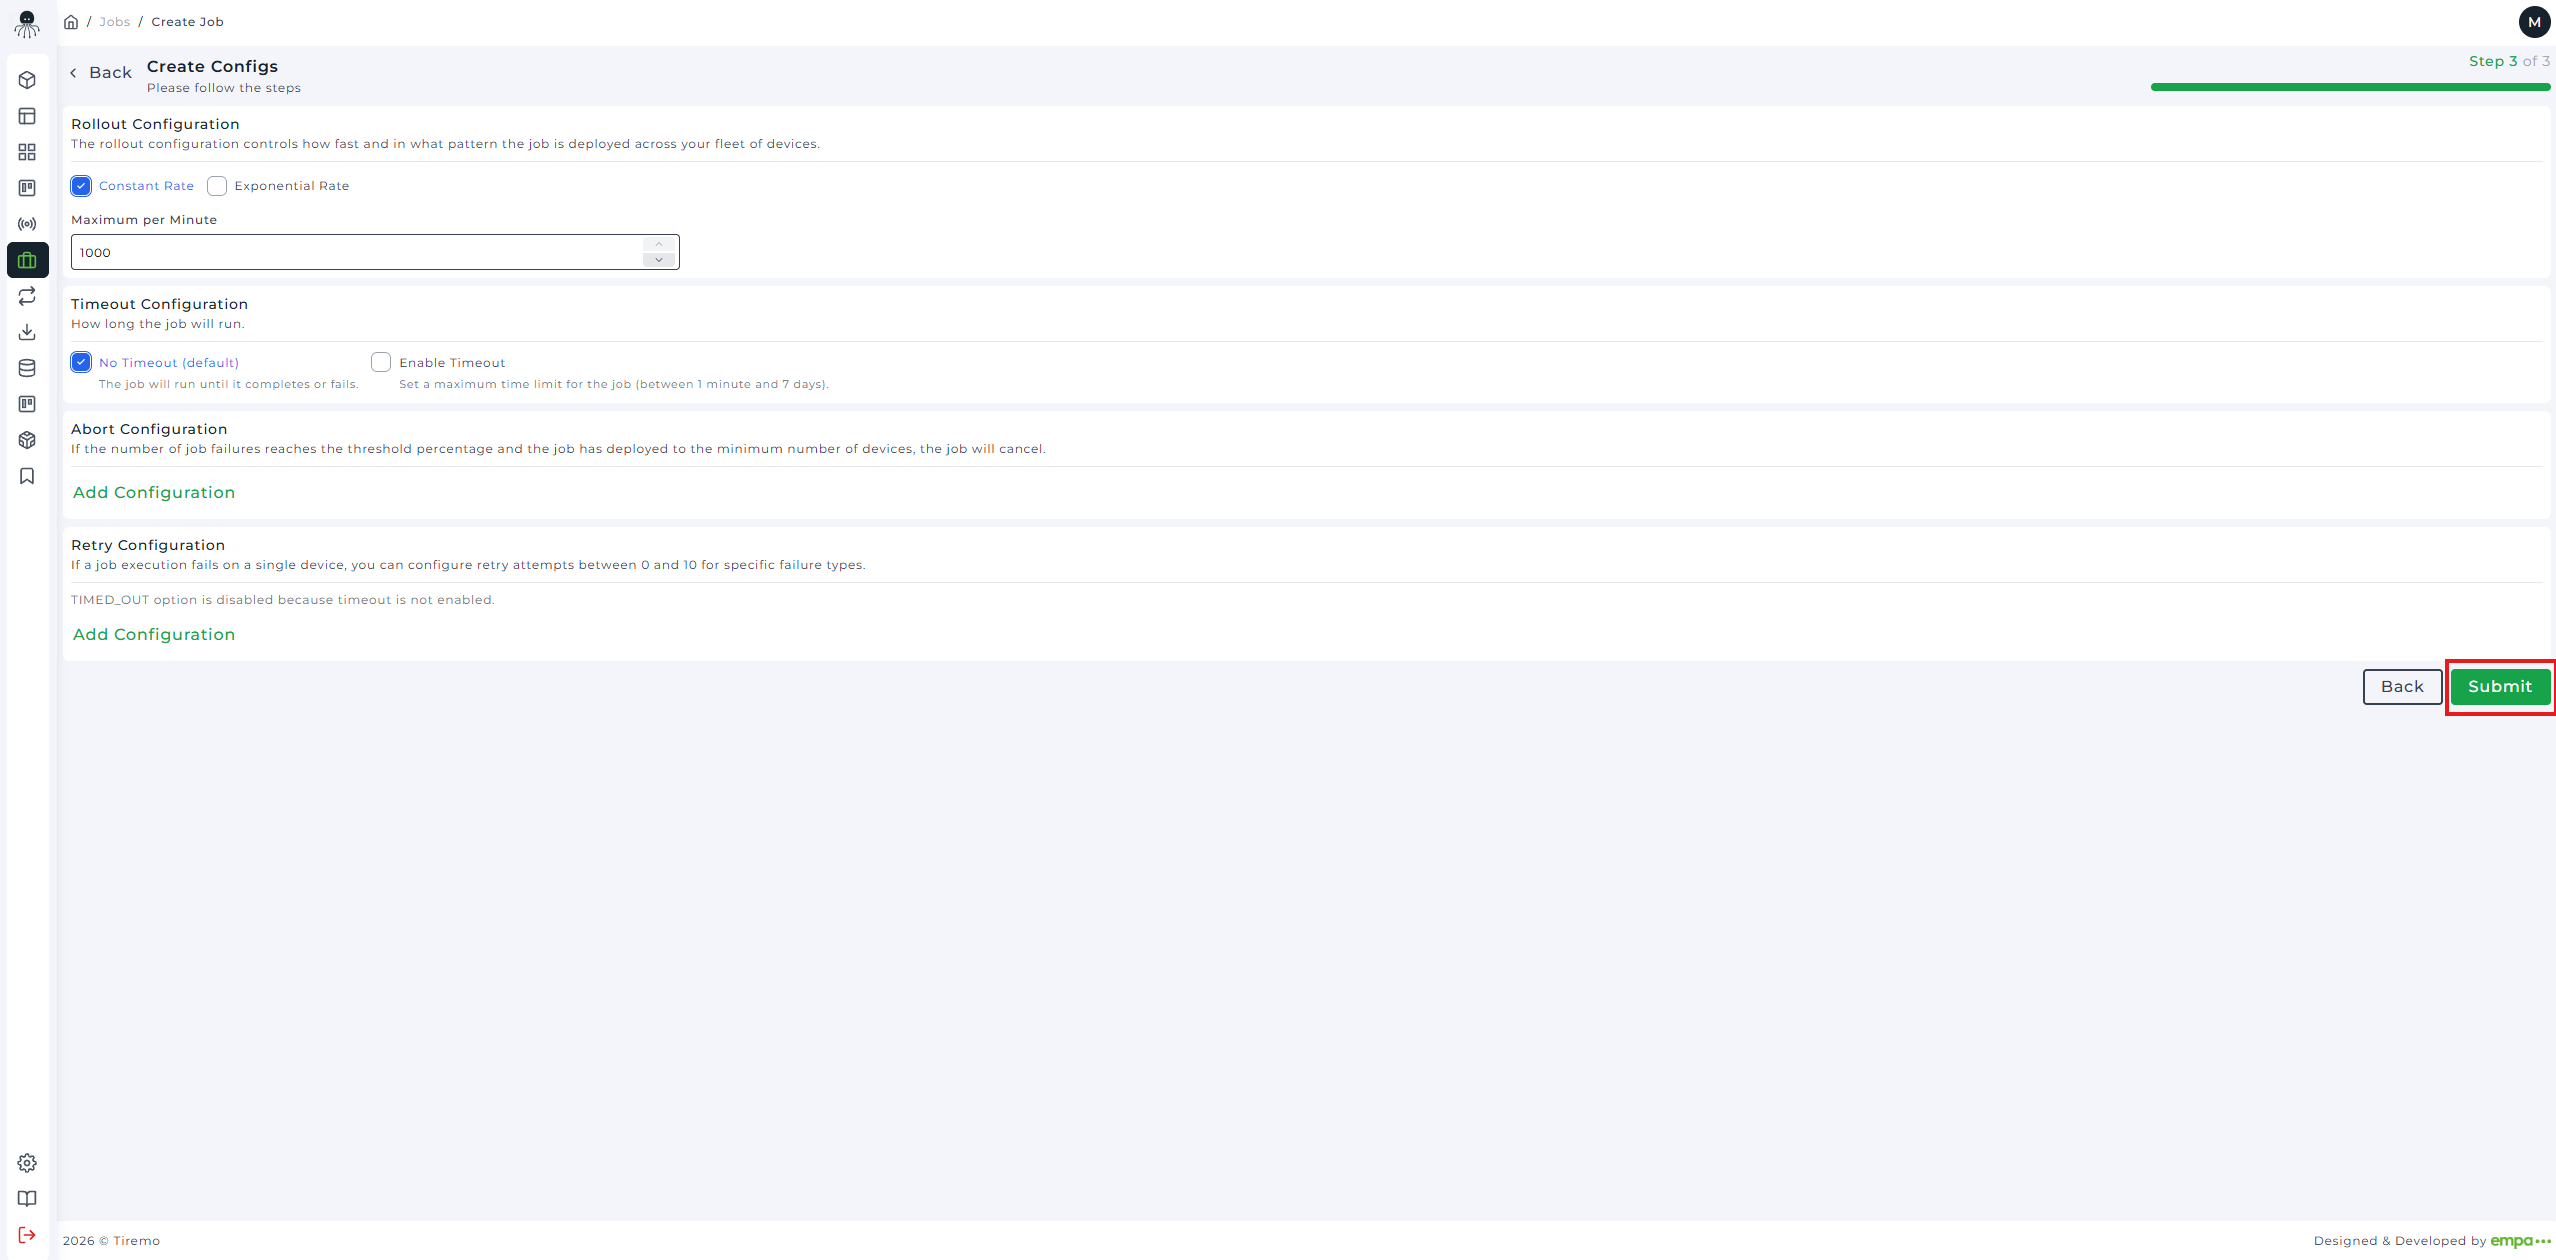 / Jobs / Create Job
M
Back
Create Configs
Please follow the steps
Step 3 of 3
Rollout Configuration
The rollout configuration controls how fast and in what pattern the job is deployed across your fleet of devices.
Constant Rate
Exponential Rate
Maximum per Minute
1000
Timeout Configuration
How long the job will run.
No Timeout (default)
The job will run until it completes or fails.
Enable Timeout
Set a maximum time limit for the job (between 1 minute and 7 days).
Abort Configuration
If the number of job failures reaches the threshold percentage and the job has deployed to the minimum number of devices, the job will cancel.
Add Configuration
Retry Configuration
If a job execution fails on a single device, you can configure retry attempts between 0 and 10 for specific failure types.
TIMED_OUT option is disabled because timeout is not enabled.
Add Configuration
Back
Submit
2026 © Tiremo
Designed & Developed by empa